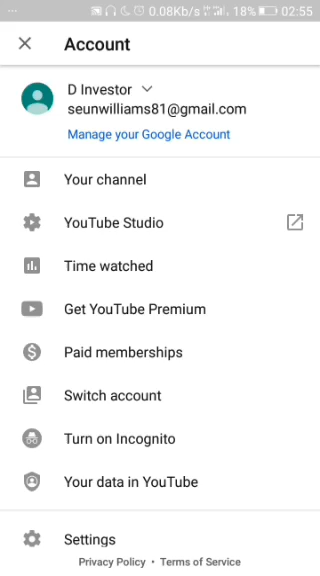 ... 0.08Kb/s 18% 02:55
Account
D Investor
seunwilliams81@gmail.com
Manage your Google Account
Your channel
YouTube Studio
Time watched
Get YouTube Premium
Paid memberships
Switch account
Turn on Incognito
Your data in YouTube
Settings
Privacy Policy • Terms of Service